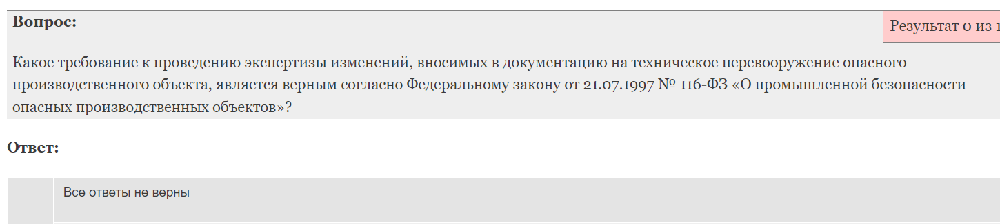 Вопрос:
Результат 0 из 1
Какое требование к проведению экспертизы изменений, вносимых в документацию на техническое перевооружение опасного
производственного объекта, является верным согласно Федеральному закону от 21.07.1997 № 116-ФЗ «О промышленной безопасности
опасных производственных объектов»?
Ответ:
Все ответы не верны